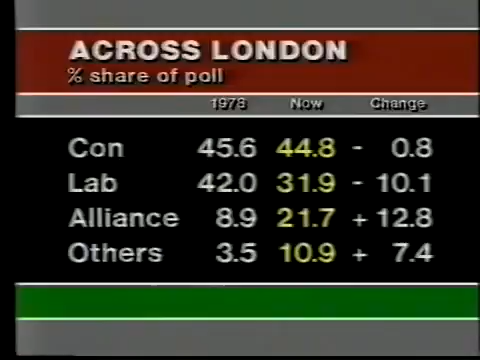 ACROSS LONDON
% share of poll
1978 Now Change
Con 45.6 44.8 - 0.8
Lab 42.0 31.9 - 10.1
Alliance 8.9 21.7 + 12.8
Others 3.5 10.9 + 7.4